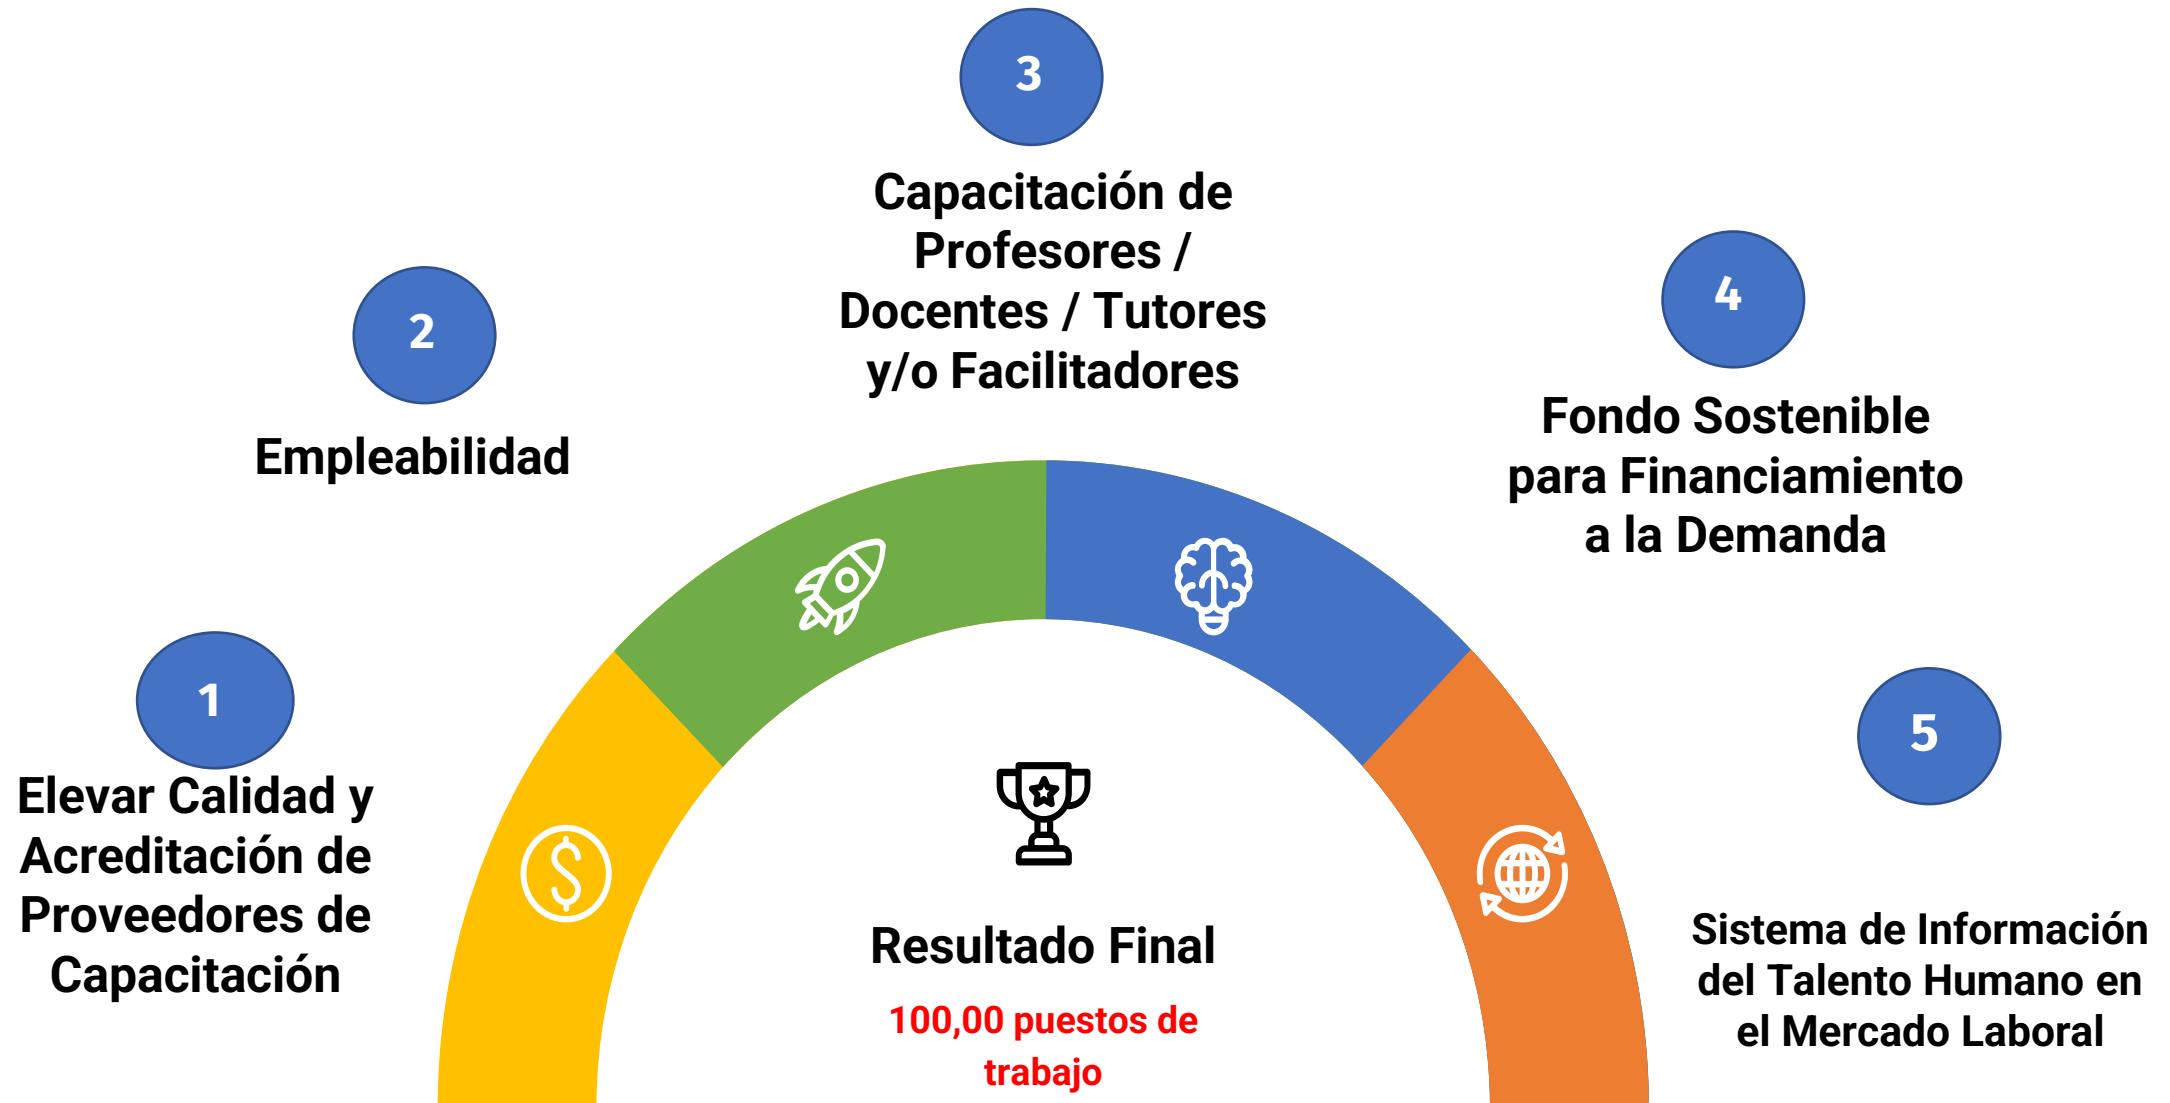 1
Elevar Calidad y
Acreditación de
Proveedores de
Capacitación
2
Empleabilidad
3
Capacitación de
Profesores /
Docentes / Tutores
y/o Facilitadores
4
Fondo Sostenible
para Financiamiento
a la Demanda
5
Sistema de Información
del Talento Humano en
el Mercado Laboral
Resultado Final
100,00 puestos de
trabajo